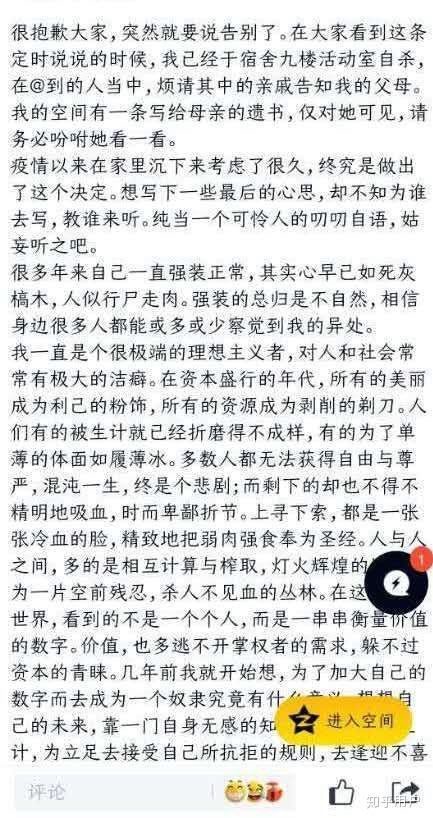 很抱歉大家,突然就要说告别了。在大家看到这条
定时说说的时候,我已经于宿舍九楼活动室自杀,
在@到的人当中,烦请其中的亲戚告知我的父母。
我的空间有一条写给母亲的遗书,仅对她可见,请
务必吩咐她看一看。
疫情以来在家里沉下来考虑了很久,终究是做出
了这个决定。想写下一些最后的心思,却不知为谁
去写,教谁来听。纯当一个可怜人的叨叨自语,姑
妄听之吧。
很多年来自己一直强装正常,其实心早已如死灰
槁木,人似行尸走肉。强装的总归是不自然,相信
身边很多人都能或多或少察觉到我的异处。
我一直是个很极端的理想主义者,对人和社会常
常有极大的洁癖。在资本盛行的年代,所有的美丽
成为利己的粉饰,所有的资源成为剥削的剃刀。人
们有的被生计就已经折磨得不成样,有的为了单
薄的体面如履薄冰。多数人都无法获得自由与尊
严,混沌一生,终是个悲剧;而剩下的却也不得不
精明地吸血,时而卑鄙折节。上寻下索,都是一张
张冷血的脸,精致地把弱肉强食奉为圣经。人与人
之间,多的是相互计算与榨取,灯火辉煌的
为一片空前残忍,杀人不见血的丛林。在这
世界,看到的不是一个个人,而是一串串衡量价值
的数字。价值,也多逃不开掌权者的需求,躲不过
资本的青睐。几年前我就开始想,为了加大自己的
数字而去成为一个奴隶究竟有什
己的未来,靠一门自身无感的知
计,为立足去接受自己所抗拒的规则,去逢迎不喜
1
进入空间
评论
知乎用户